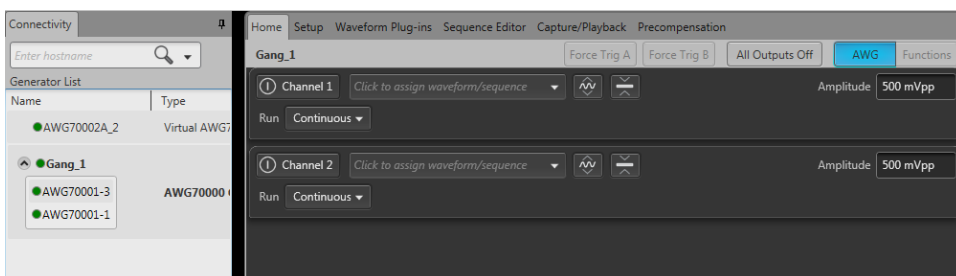 Connectivity
Enter hostname
Generator List
Name Type
AWG70002A_2 Virtual AWG7
Gang_1
AWG70001-3 AWG70000
AWG70001-1
Home Setup Waveform Plug-ins Sequence Editor Capture/Playback Precompensation
Gang_1 Force Trig A Force Trig B All Outputs Off AWG Functions
Channel 1 Click to assign waveform/sequence Amplitude 500 mVpp
Run Continuous
Channel 2 Click to assign waveform/sequence Amplitude 500 mVpp
Run Continuous